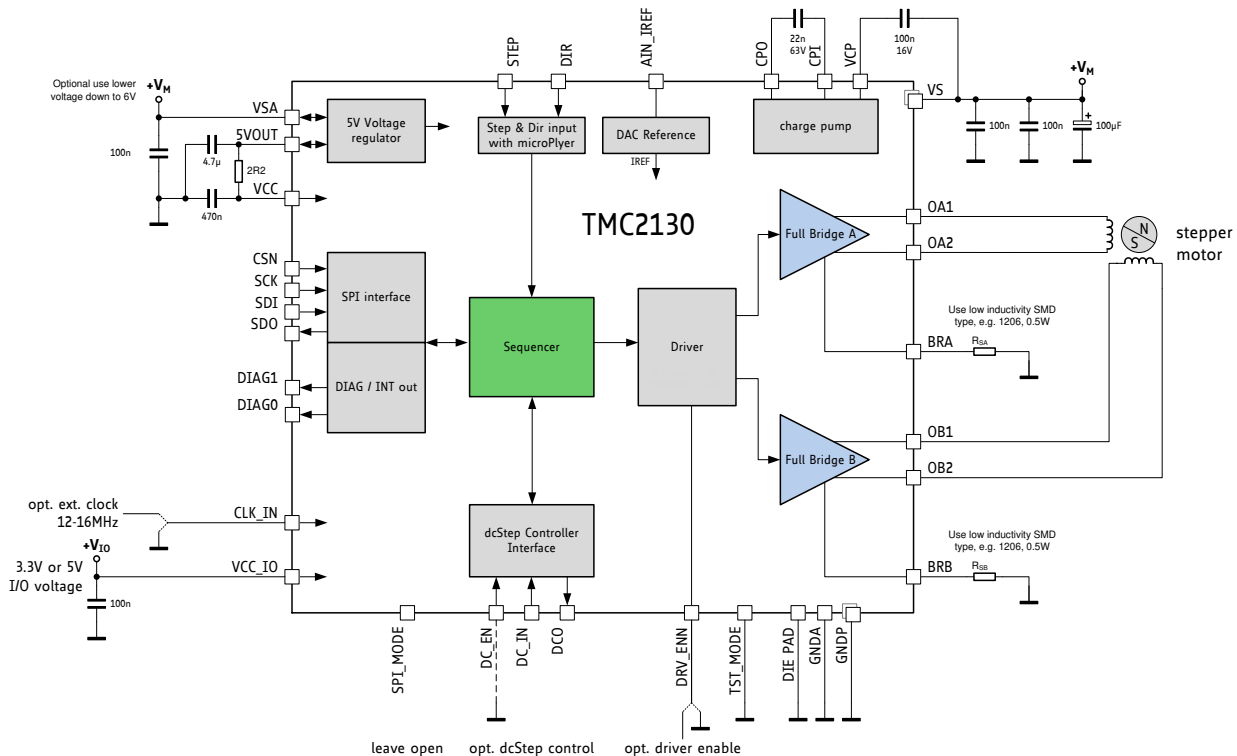 STEP
DIR
AIN_IREF
CPO
22n
63V
CPI
VCP
100n
16V
Optional use lower
voltage down to 6V
+VM
VSA
5VOUT
100n
4.7µ
2R2
VCC
470n
5V Voltage
regulator
Step & Dir input
with microPlyer
DAC Reference
IREF
charge pump
+VM
VS
100n
100n
+
100µF
TMC2130
CSN
SCK
SDI
SDO
SPI interface
DIAG1
DIAG0
DIAG / INT out
Sequencer
Driver
Full Bridge A
OA1
OA2
N
S
stepper
motor
Use low inductivity SMD
type, e.g. 1206, 0.5W
BRA
RSA
Full Bridge B
OB1
OB2
Use low inductivity SMD
type, e.g. 1206, 0.5W
BRB
RSB
dcStep Controller
Interface
opt. ext. clock
12-16MHz
CLK_IN
+VIO
3.3V or 5V
I/O voltage
VCC_IO
100n
SPI_MODE
DC_EN
DC_IN
DCO
DRV_ENN
TST_MODE
DIE PAD
GNDA
GNDP
leave open
opt. dcStep control
opt. driver enable